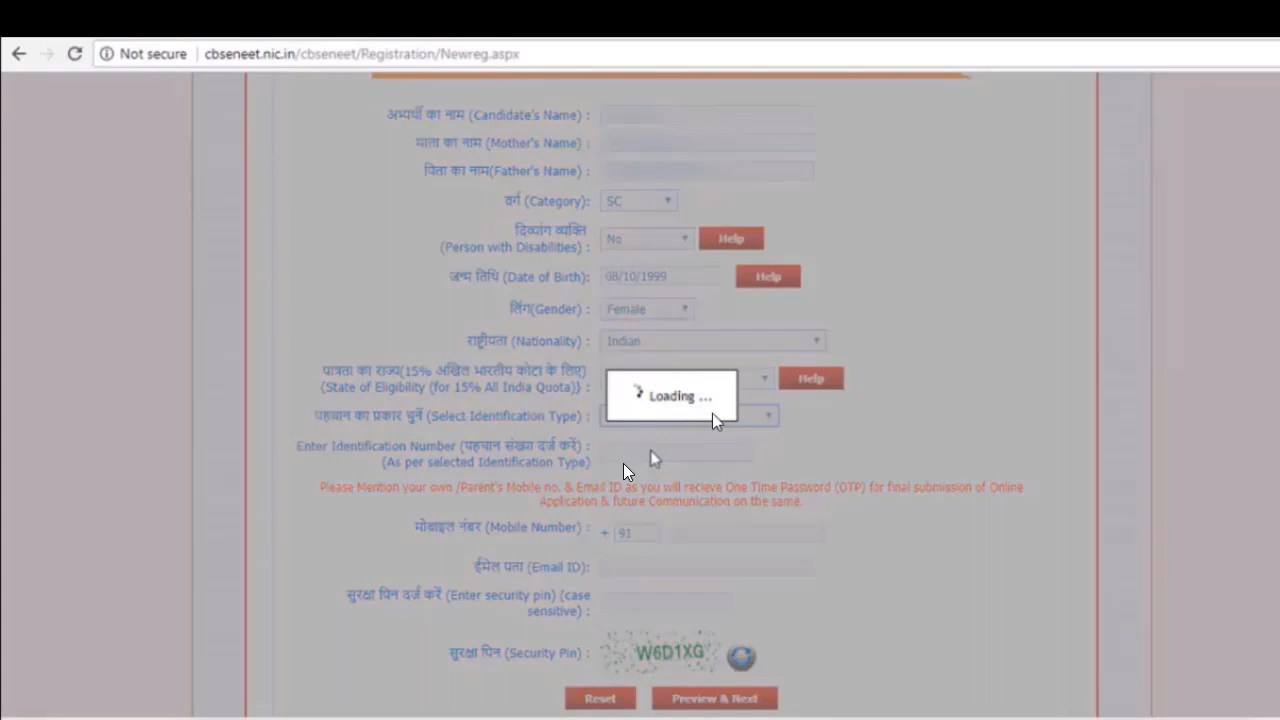 Not secure | cbseneet.nic.in/cbseneet/Registration/Newreg.aspx
अभ्यर्थी का नाम (Candidate's Name) :
माता का नाम (Mother's Name) :
पिता का नाम(Father's Name) :
वर्ग (Category): SC
दिव्यांग व्यक्ति
(Person with Disabilities) : No Help
जन्म तिथि (Date of Birth): 08/10/1999 Help
लिंग(Gender) : Female
राष्ट्रीयता (Nationality) : Indian
पात्रता का राज्य(15% अखिल भारतीय कोटा के लिए)
(State of Eligibility (for 15% All India Quota)} : Help
Loading ...
पहचान का प्रकार चुनें (Select Identification Type) :
Enter Identification Number (पहचान संख्या दर्ज करें) :
(As per selected Identification Type)
Please Mention your own /Parent's Mobile no. & Email ID as you will recieve One Time Password (OTP) for final submission of Online
Application & future Communication on the same.
मोबाइल नंबर (Mobile Number) : + 91
ईमेल पता (Email ID):
सुरक्षा पिन दर्ज करें (Enter security pin) (case
sensitive) :
सुरक्षा पिन (Security Pin) : W6D1XG
Reset Preview & Next